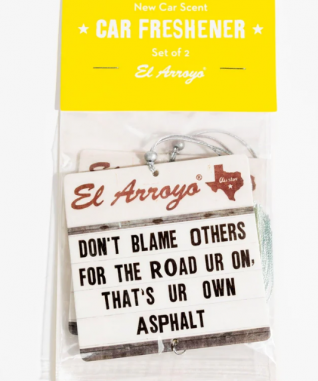 New Car Scent
★ CAR FRESHENER ★
Set of 2
El Arroyo
El Arroyo®
DON'T BLAME OTHERS
FOR THE ROAD UR ON,
THAT'S UR OWN
ASPHALT